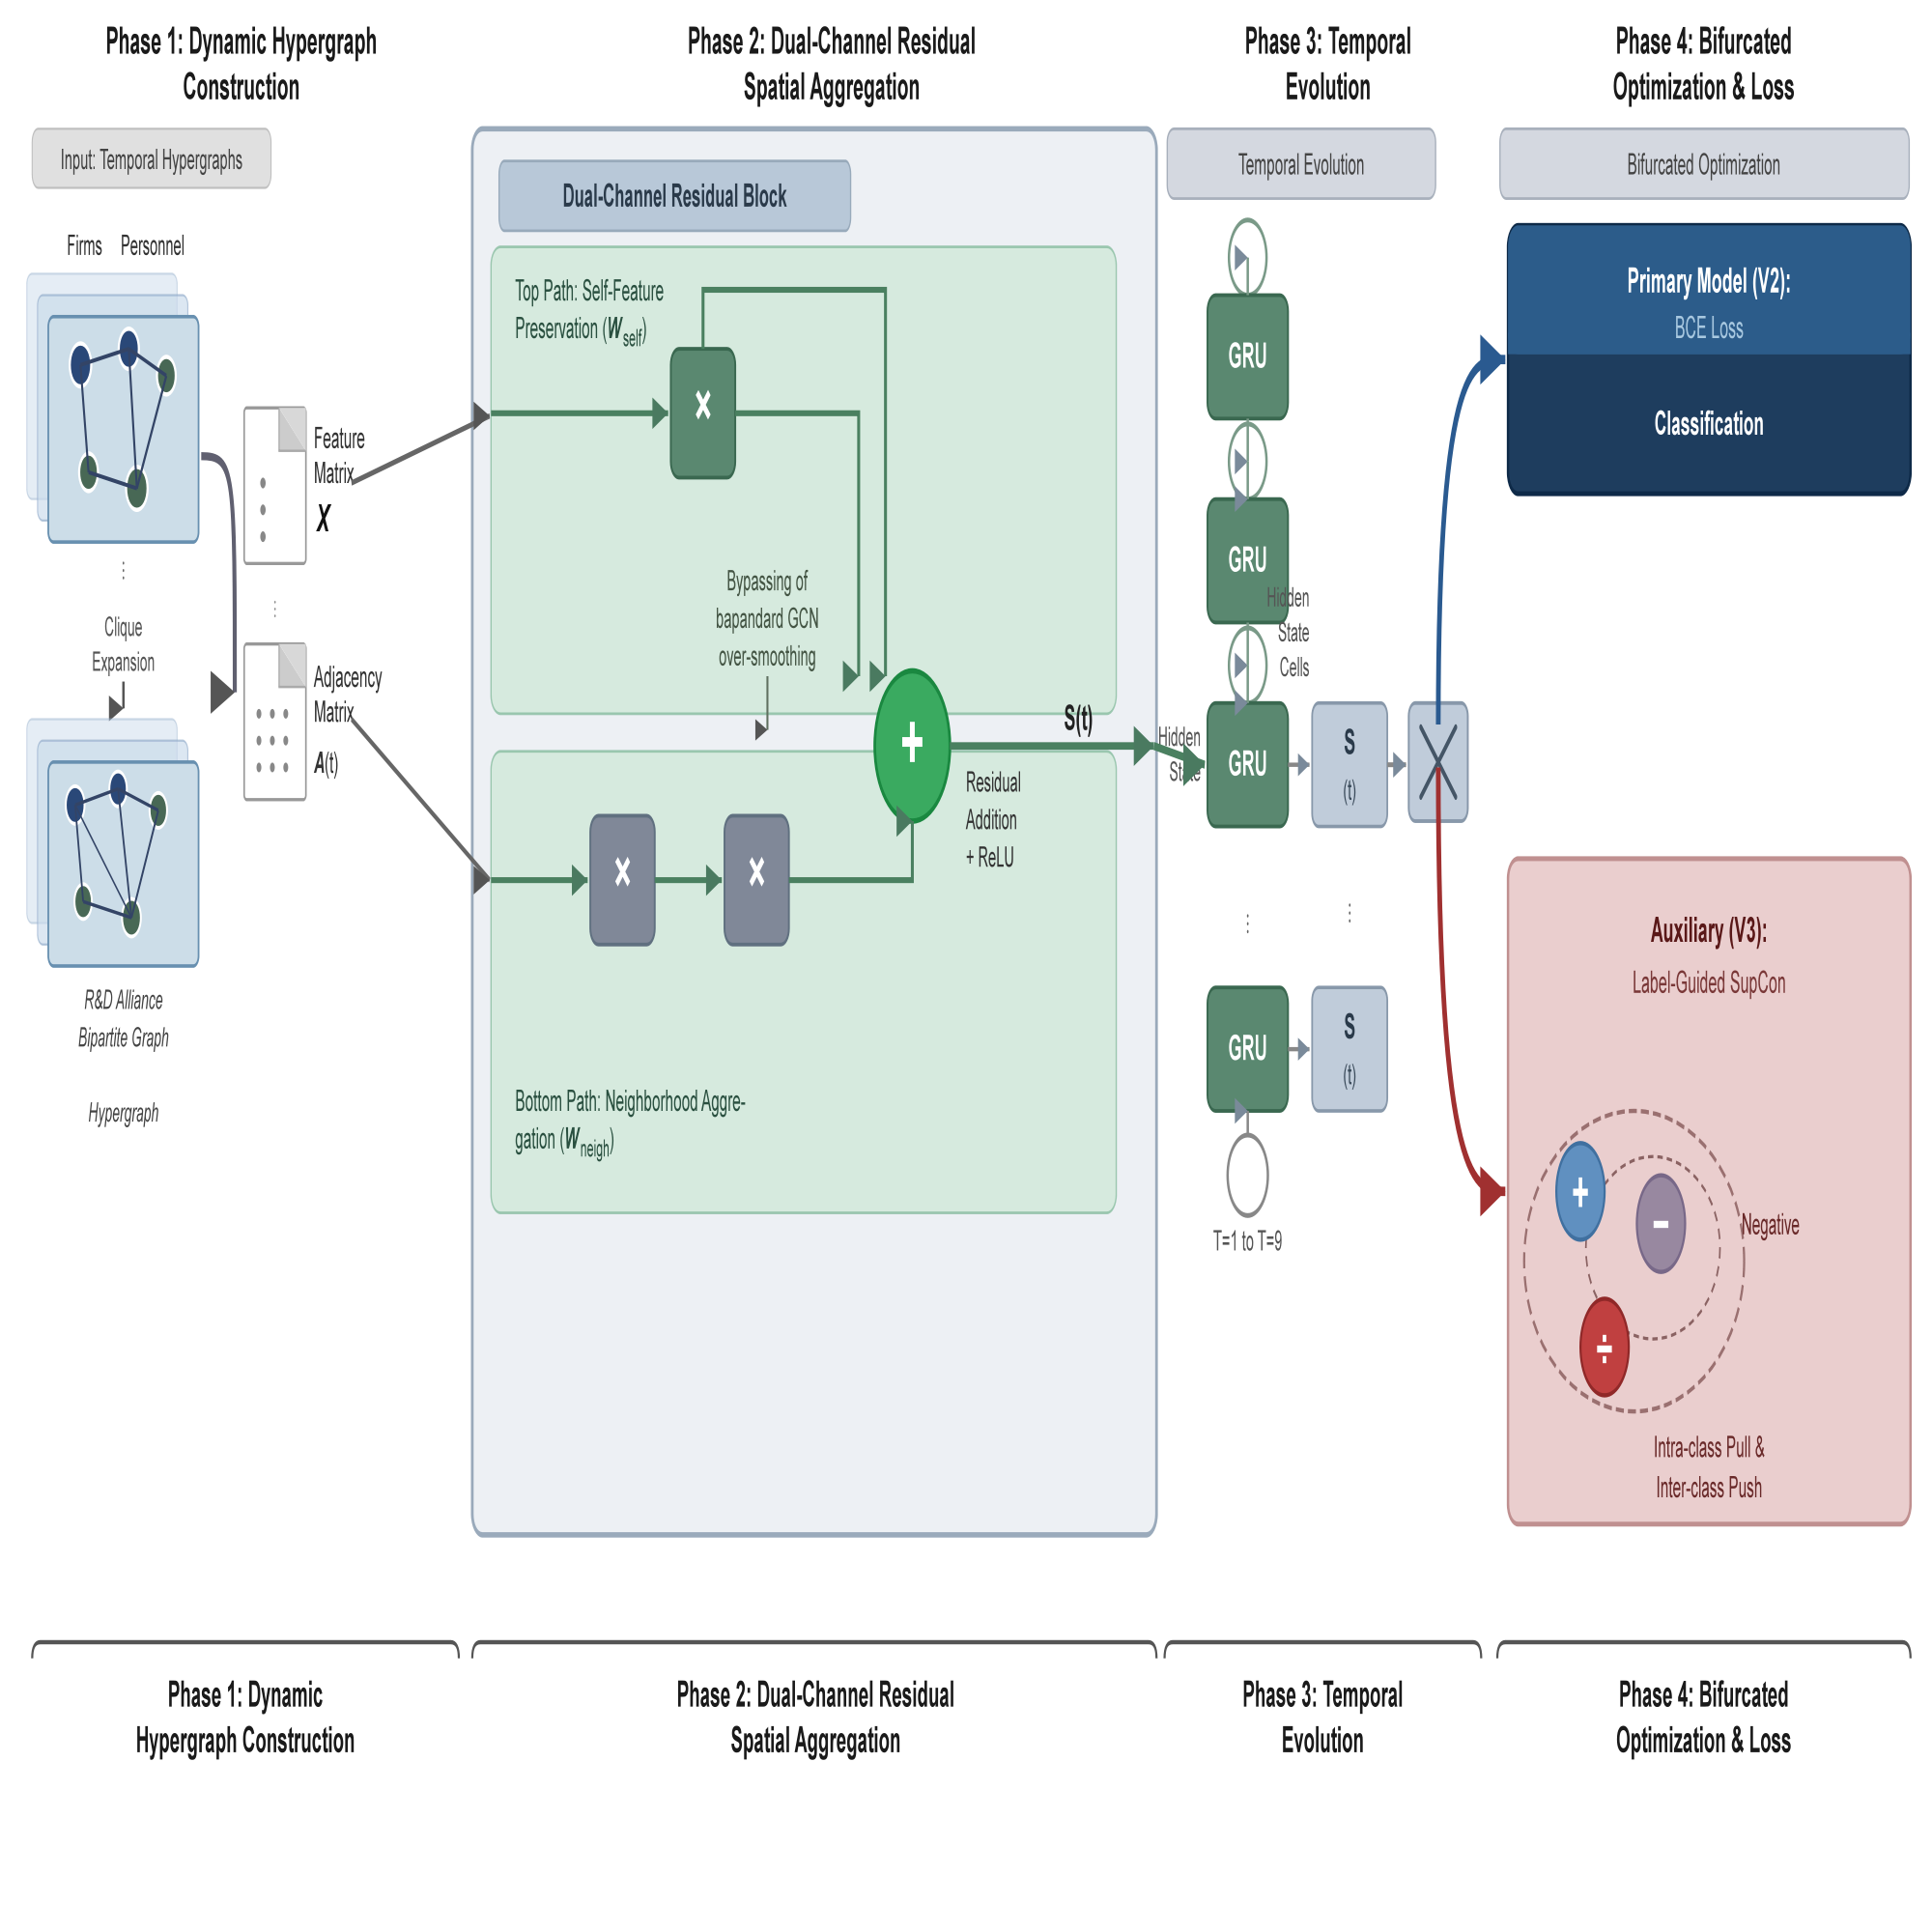 Phase 1: Dynamic Hypergraph
Construction
Phase 2: Dual-Channel Residual
Spatial Aggregation
Phase 3: Temporal
Evolution
Phase 4: Bifurcated
Optimization & Loss
Input: Temporal Hypergraphs
Firms Personnel
⋮
Clique
Expansion
R&D Alliance
Bipartite Graph
Hypergraph
Feature
Matrix
X
⋮
Adjacency
Matrix
A(t)
Dual-Channel Residual Block
Top Path: Self-Feature
Preservation (Wself)
×
Bypassing of
bapandard GCN
over-smoothing
+
S(t)
Residual
Addition
+ ReLU
×
×
Bottom Path: Neighborhood Aggre-
gation (Wneigh)
Temporal Evolution
GRU
GRU
Hidden
State
Cells
Hidden
State
GRU
S
(t)
⋮
⋮
GRU
S
(t)
T=1 to T=9
Bifurcated Optimization
Primary Model (V2):
BCE Loss
Classification
Auxiliary (V3):
Label-Guided SupCon
+
−
Negative
÷
Intra-class Pull &
Inter-class Push
Phase 1: Dynamic
Hypergraph Construction
Phase 2: Dual-Channel Residual
Spatial Aggregation
Phase 3: Temporal
Evolution
Phase 4: Bifurcated
Optimization & Loss